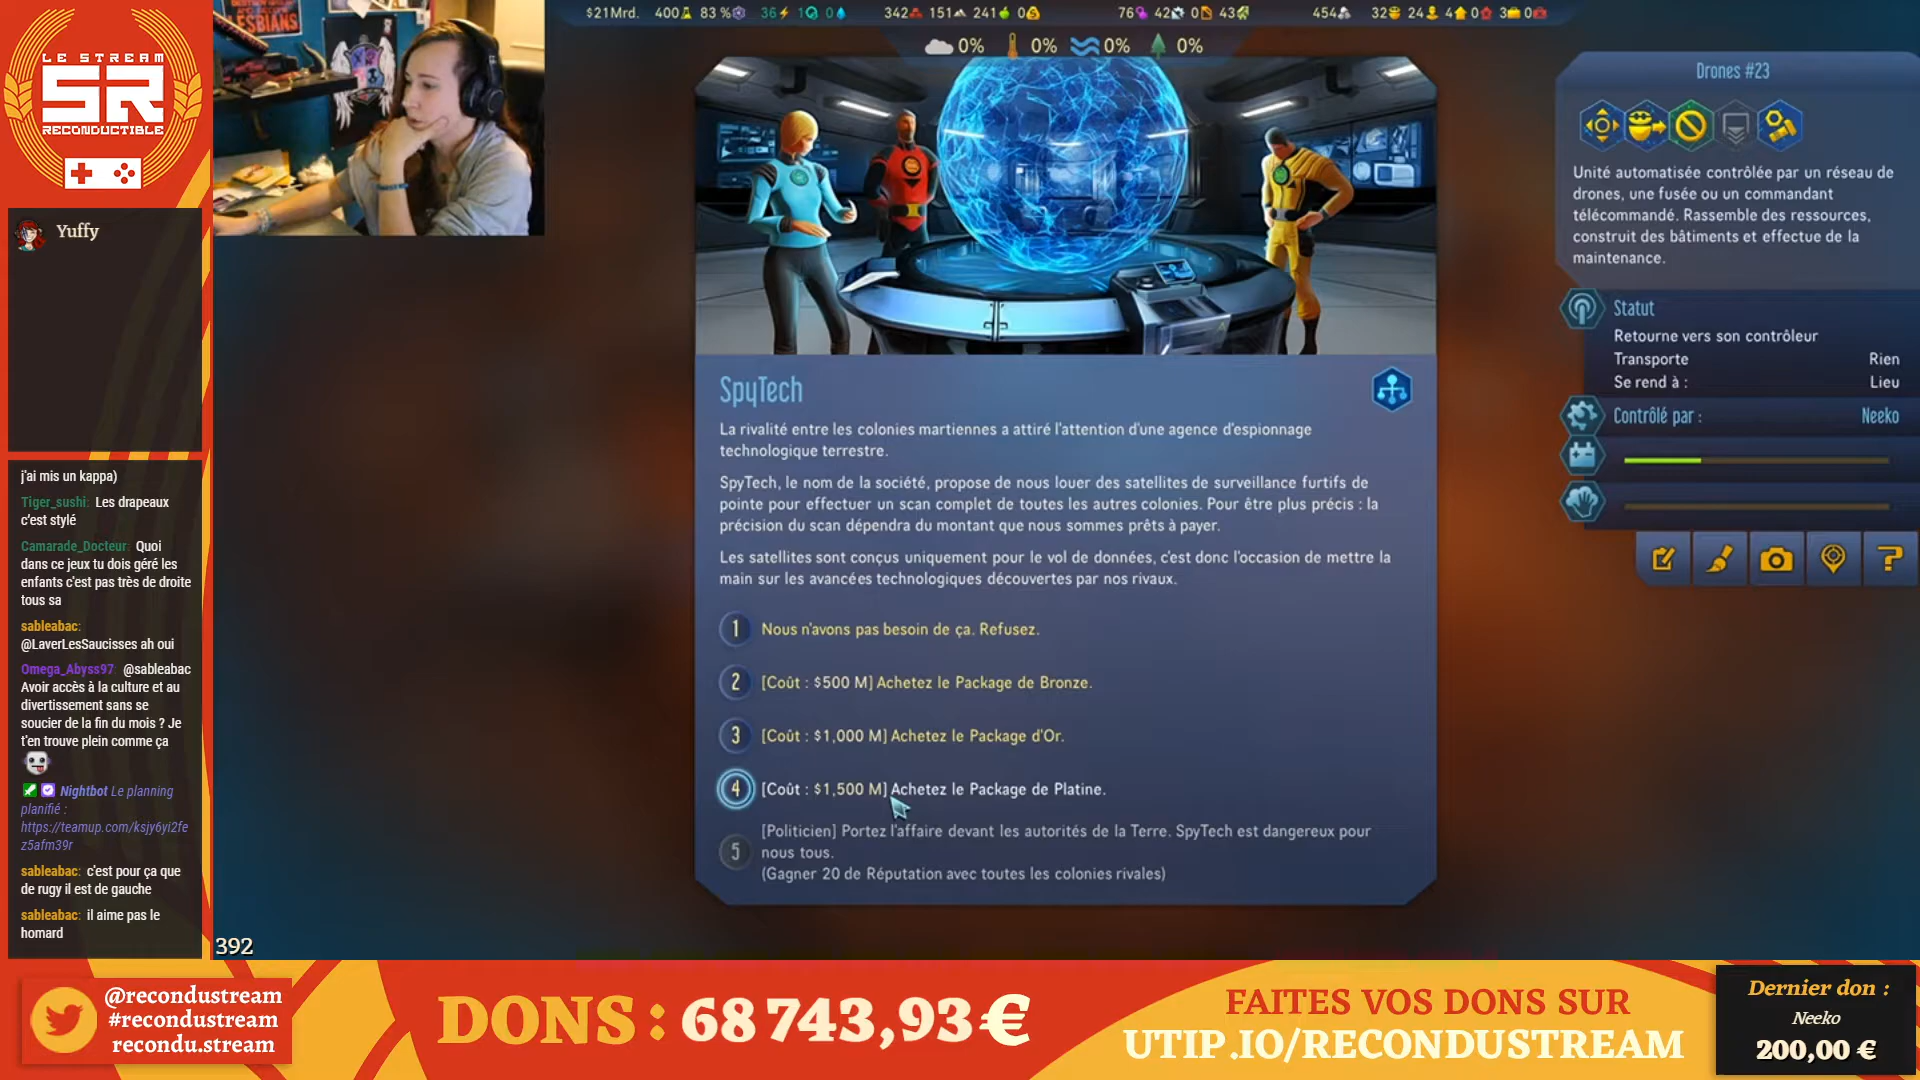 LE STREAM
SR
RECONDUCTIBLE
LESBIANS
Yuffy
j'ai mis un kappa)
Tiger_sushi: Les drapeaux
c'est stylé
Camarade_Docteur: Quoi
dans ce jeux tu dois géré les
enfants c'est pas très de droite
tous sa
sableabac:
@LaverLesSaucisses ah oui
Omega_Abyss97: @sableabac
Avoir accès à la culture et au
divertissement sans se
soucier de la fin du mois ? Je
t'en trouve plein comme ça
Nightbot Le planning
planifié :
https://teamup.com/ksjy6yi2fe
z5afm39r
sableabac: c'est pour ça que
de rugy il est de gauche
sableabac: il aime pas le
homard
$21Mrd. 400 83 % 36 1 0 342 151 241 0 76 42 0 43 454 32 24 4 0 3 0
0% 0% 0% 0%
SpyTech
La rivalité entre les colonies martiennes a attiré l'attention d'une agence d'espionnage
technologique terrestre.
SpyTech, le nom de la société, propose de nous louer des satellites de surveillance furtifs de
pointe pour effectuer un scan complet de toutes les autres colonies. Pour être plus précis : la
précision du scan dépendra du montant que nous sommes prêts à payer.
Les satellites sont conçus uniquement pour le vol de données, c'est donc l'occasion de mettre la
main sur les avancées technologiques découvertes par nos rivaux.
1 Nous n'avons pas besoin de ça. Refusez.
2 [Coût : $500 M] Achetez le Package de Bronze.
3 [Coût : $1,000 M] Achetez le Package d'Or.
4 [Coût : $1,500 M] Achetez le Package de Platine.
5 [Politicien] Portez l'affaire devant les autorités de la Terre. SpyTech est dangereux pour
nous tous.
(Gagner 20 de Réputation avec toutes les colonies rivales)
Drones #23
Unité automatisée contrôlée par un réseau de
drones, une fusée ou un commandant
télécommandé. Rassemble des ressources,
construit des bâtiments et effectue de la
maintenance.
Statut
Retourne vers son contrôleur
Transporte Rien
Se rend à : Lieu
Contrôlé par : Neeko
?
392
@recondustream
#recondustream
recondu.stream
DONS : 68 743,93 €
FAITES VOS DONS SUR
UTIP.IO/RECONDUSTREAM
Dernier don :
Neeko
200,00 €